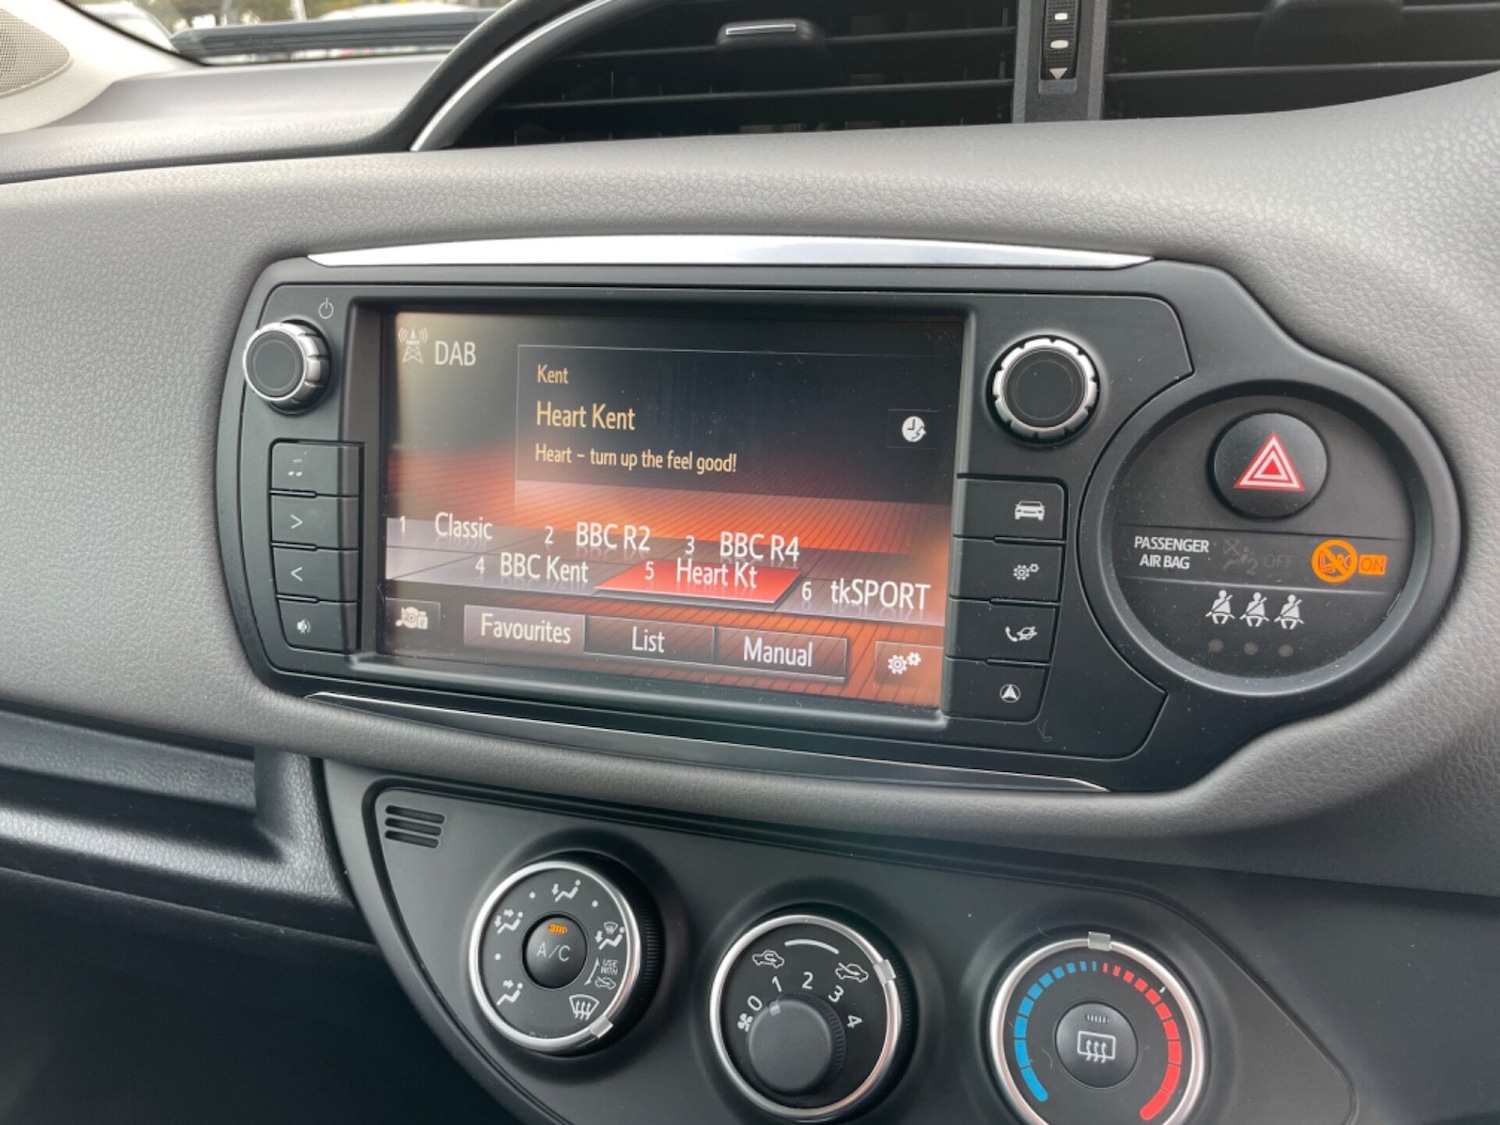 DAB
Kent
Heart Kent
Heart – turn up the feel good!
1 Classic 2 BBC R2 3 BBC R4
4 BBC Kent 5 Heart Kt 6 tkSPORT
Favourites List Manual
PASSENGER
AIR BAG
OFF
ON
A/C
USE
WITH
0 1 2 3 4